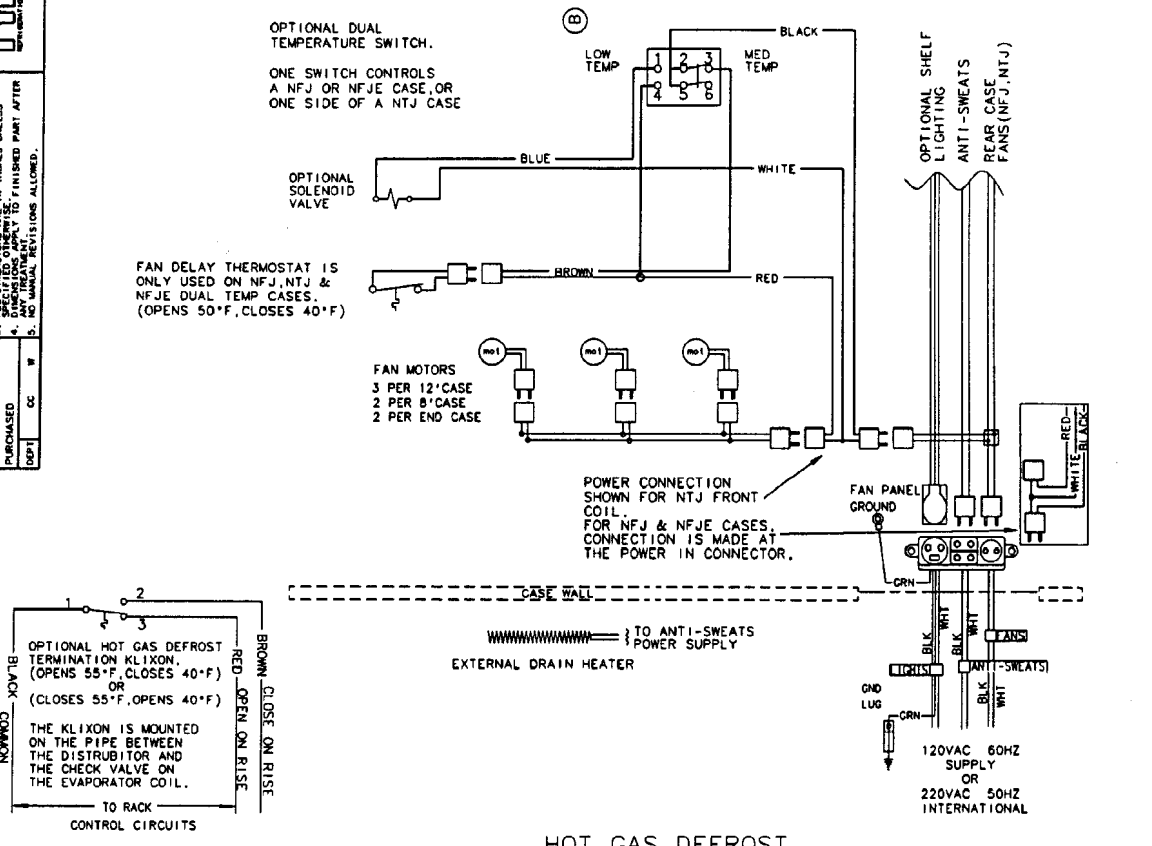 OPTIONAL DUAL
TEMPERATURE SWITCH.
ONE SWITCH CONTROLS
A NFJ OR NFJE CASE,OR
ONE SIDE OF A NTJ CASE
B
BLACK
LOW
TEMP
1 2 3
4 5 6
MED
TEMP
OPTIONAL SHELF
LIGHTING
ANTI-SWEATS
REAR CASE
FANS(NFJ,NTJ)
BLUE
WHITE
OPTIONAL
SOLENOID
VALVE
FAN DELAY THERMOSTAT IS
ONLY USED ON NFJ,NTJ &
NFJE DUAL TEMP CASES.
(OPENS 50°F,CLOSES 40°F)
BROWN
RED
mot
mot
mot
FAN MOTORS
3 PER 12'CASE
2 PER 8'CASE
2 PER END CASE
POWER CONNECTION
SHOWN FOR NTJ FRONT
COIL.
FOR NFJ & NFJE CASES,
CONNECTION IS MADE AT
THE POWER IN CONNECTOR.
FAN PANEL
GROUND
RED
WHITE
BLACK
GRN
CASE WALL
TO ANTI-SWEATS
POWER SUPPLY
EXTERNAL DRAIN HEATER
BLK
WHT
BLK
WHT
FANS
LIGHTS
ANTI-SWEATS
BLK
WHT
GND
LUG
GRN
120VAC 60HZ
SUPPLY
OR
220VAC 50HZ
INTERNATIONAL
1
2
3
OPTIONAL HOT GAS DEFROST
TERMINATION KLIXON.
(OPENS 55°F,CLOSES 40°F)
OR
(CLOSES 55°F,OPENS 40°F)
THE KLIXON IS MOUNTED
ON THE PIPE BETWEEN
THE DISTRUBITOR AND
THE CHECK VALVE ON
THE EVAPORATOR COIL.
BLACK
COMMON
RED
OPEN ON RISE
BROWN
CLOSE ON RISE
TO RACK
CONTROL CIRCUITS
HOT GAS DEFROST
SPECIFIED OTHERWISE.
4. DIMENSIONS APPLY TO FINISHED PART AFTER
ANY TREATMENT.
5. NO MANUAL REVISIONS ALLOWED.
PURCHASED
DEPT CC W